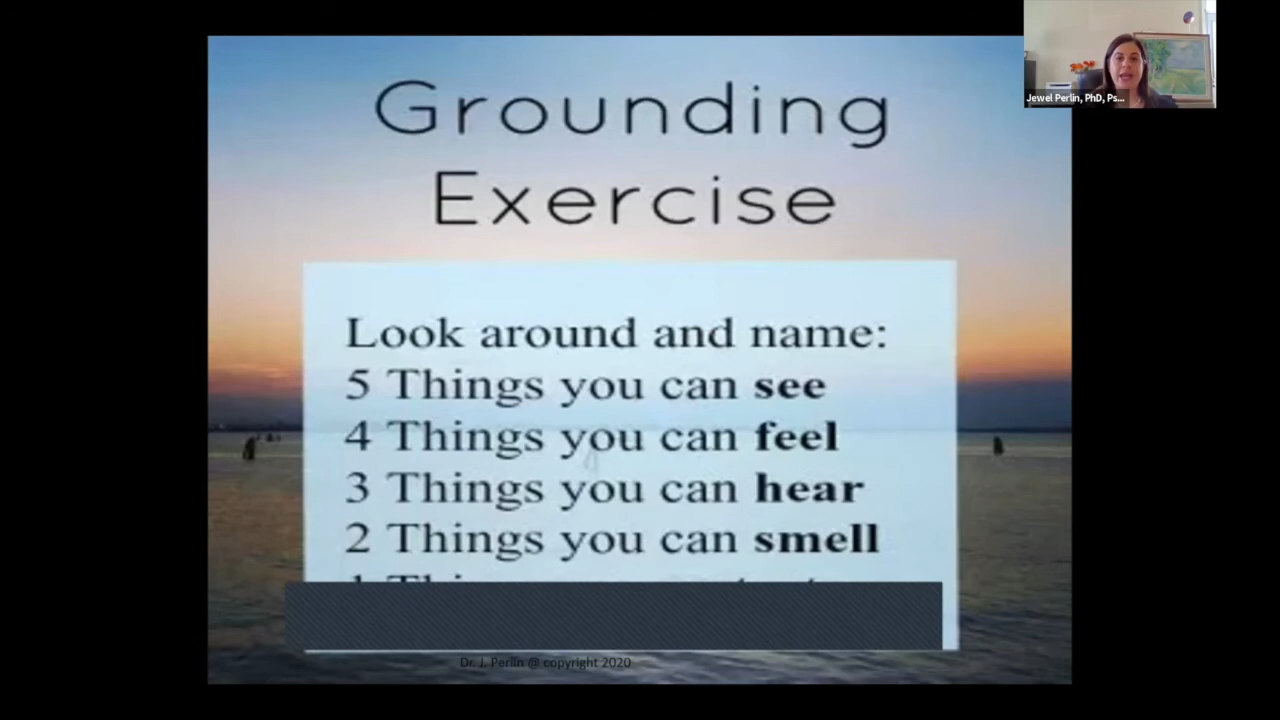 Jewel Perlin, PhD, Ps...
Grounding
Exercise
Look around and name:
5 Things you can see
4 Things you can feel
3 Things you can hear
2 Things you can smell
Dr. J. Perlin @ copyright 2020